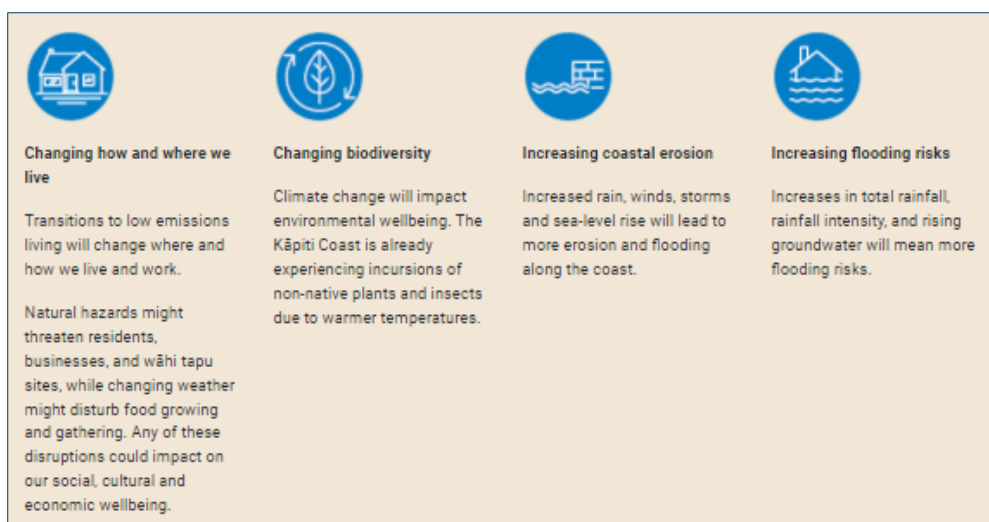 Changing how and where we
live
Transitions to low emissions
living will change where and
how we live and work.
Natural hazards might
threaten residents,
businesses, and wāhi tapu
sites, while changing weather
might disturb food growing
and gathering. Any of these
disruptions could impact on
our social, cultural and
economic wellbeing.
Changing biodiversity
Climate change will impact
environmental wellbeing. The
Kāpiti Coast is already
experiencing incursions of
non-native plants and insects
due to warmer temperatures.
Increasing coastal erosion
Increased rain, winds, storms
and sea-level rise will lead to
more erosion and flooding
along the coast.
Increasing flooding risks
Increases in total rainfall,
rainfall intensity, and rising
groundwater will mean more
flooding risks.